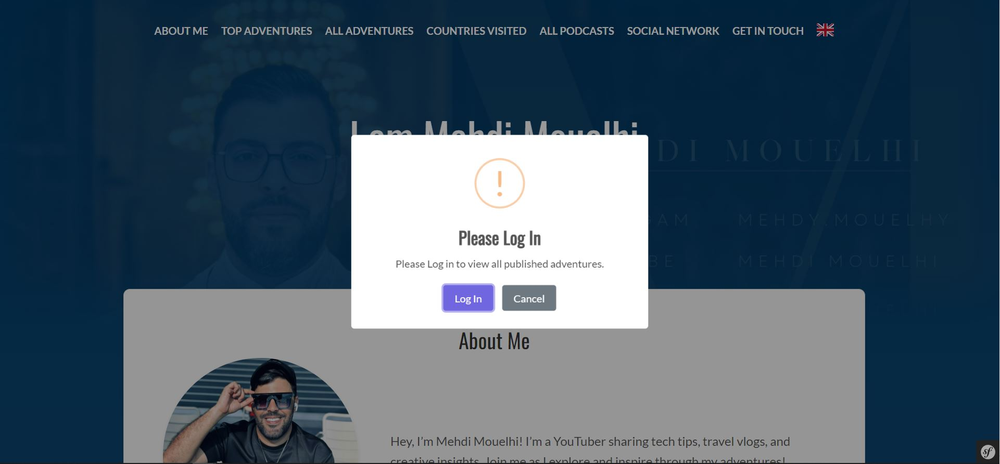 ABOUT ME TOP ADVENTURES ALL ADVENTURES COUNTRIES VISITED ALL PODCASTS SOCIAL NETWORK GET IN TOUCH
I am Mehdi Mouelhi
DI MOUELHI
Please Log In
GAM MEHDY.MOUELHY
BE MEHDI MOUELHI
Please Log in to view all published adventures.
Log In Cancel
About Me
Hey, I’m Mehdi Mouelhi! I’m a YouTuber sharing tech tips, travel vlogs, and
creative insights. Join me as I explore and inspire through my adventures!
sf